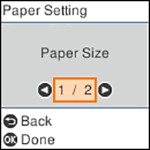 Paper Setting
Paper Size
1 / 2
Back
OK Done